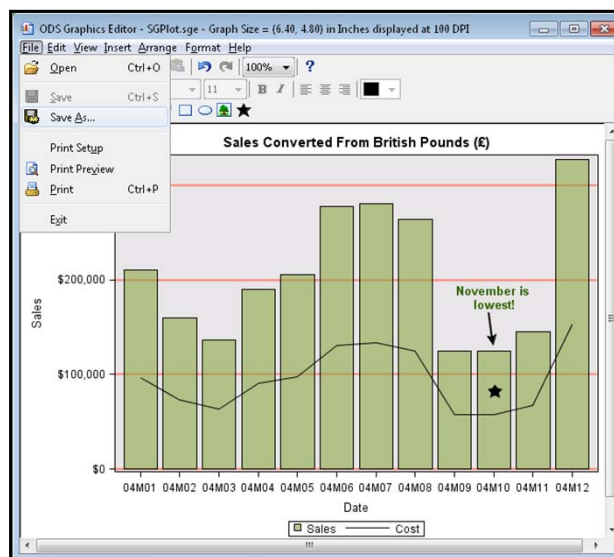 ODS Graphics Editor - SGPlot.sge - Graph Size = (6.40, 4.80) in Inches displayed at 100 DPI
File Edit View Insert Arrange Format Help
Open Ctrl+O
100% ?
Save Ctrl+S
11 B I
Save As...
Print Setup
Print Preview
Print Ctrl+P
Exit
Sales Converted From British Pounds (£)
$200,000
$100,000
$0
Sales
November is
lowest!
04M01 04M02 04M03 04M04 04M05 04M06 04M07 04M08 04M09 04M10 04M11 04M12
Date
Sales Cost